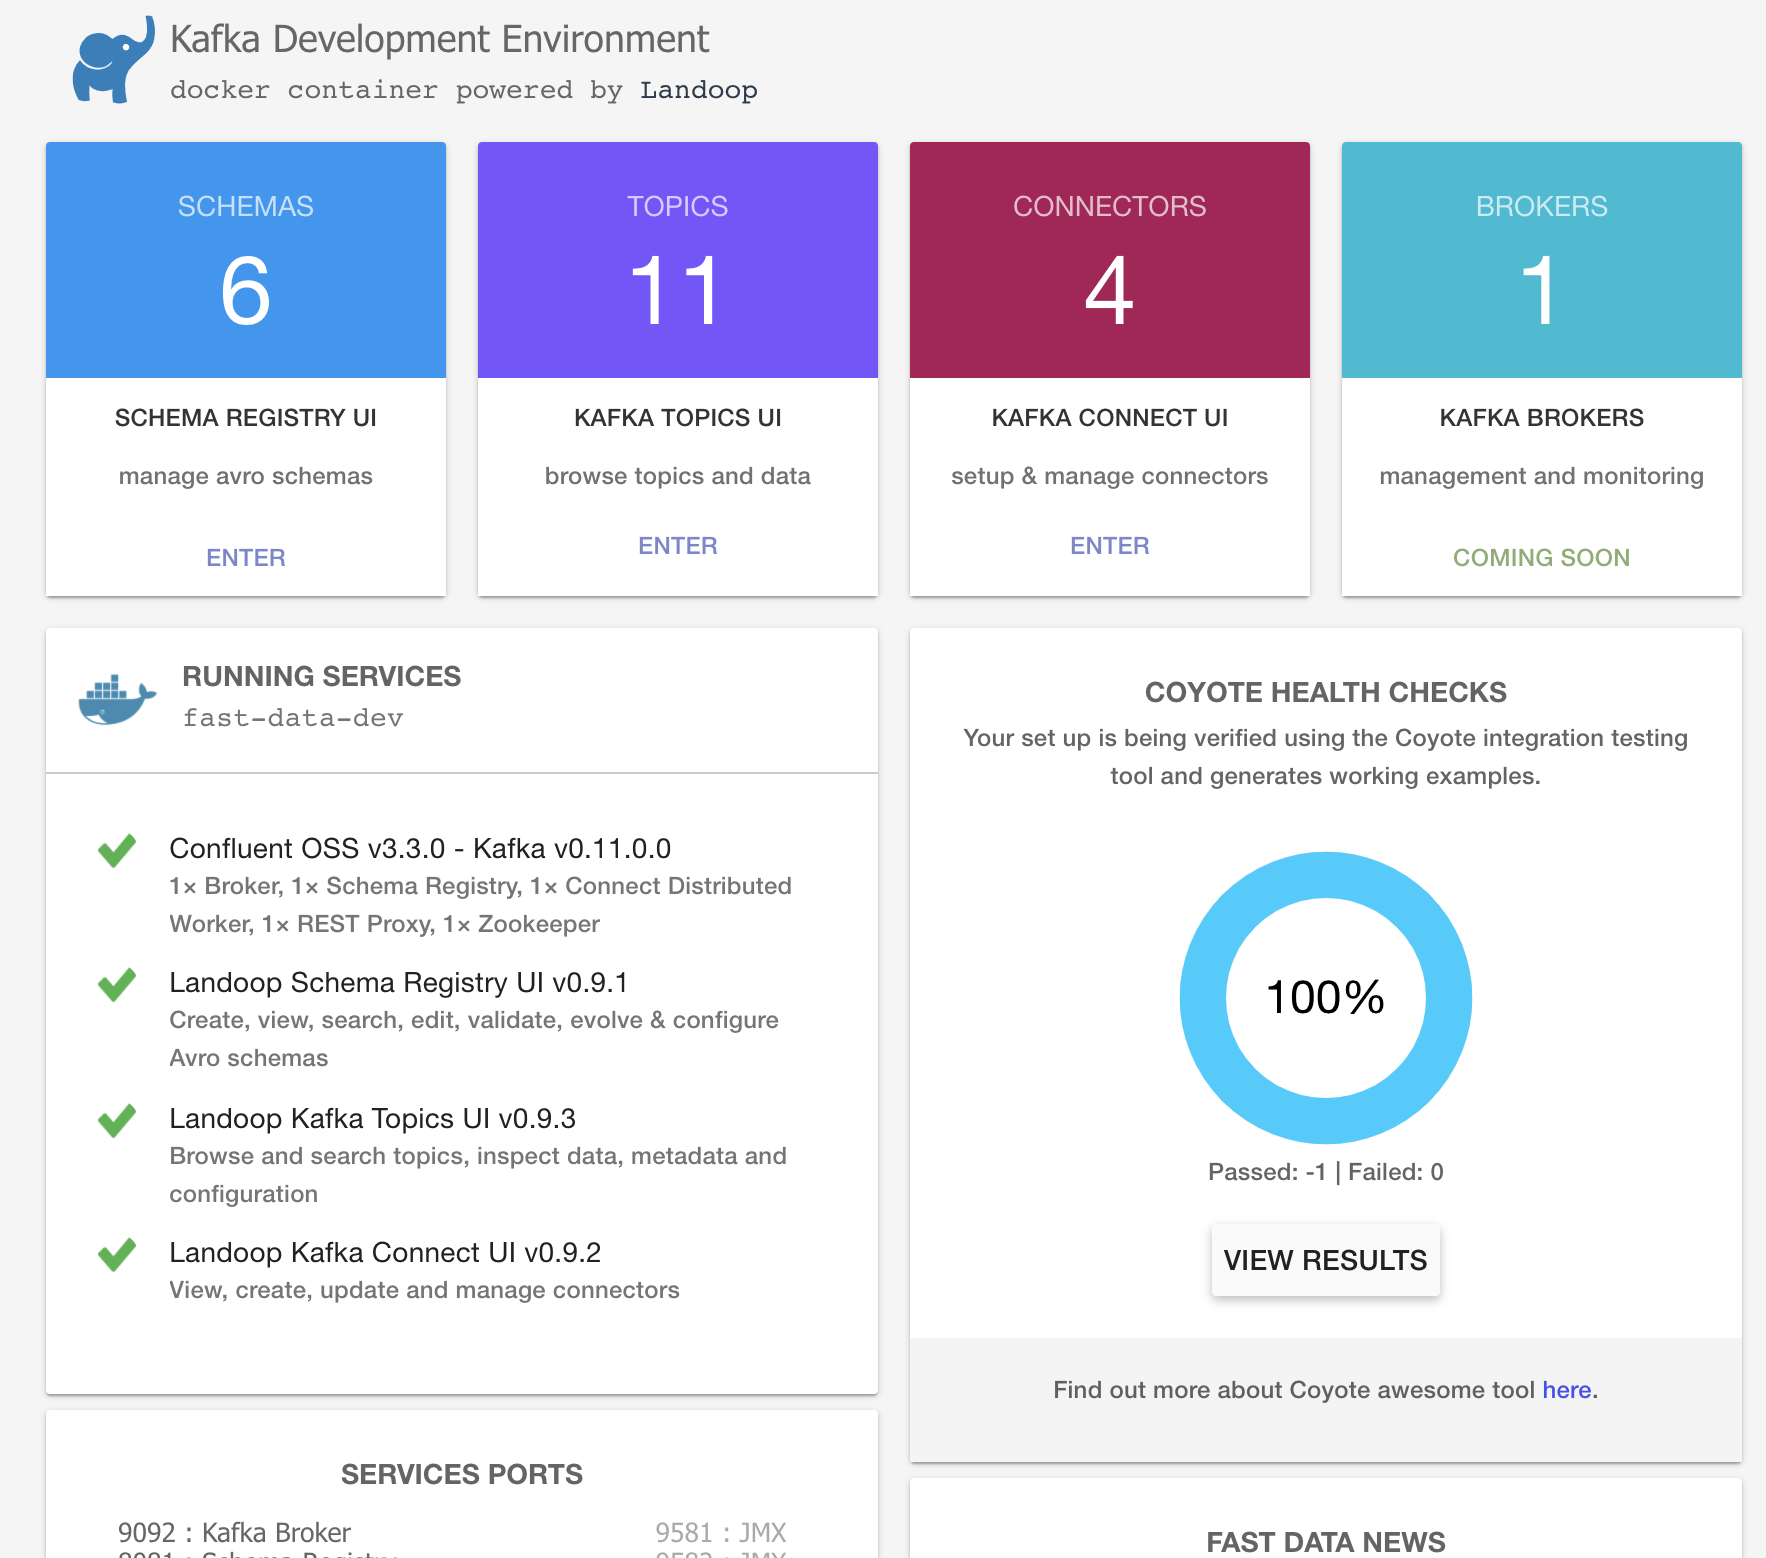 Kafka Development Environment
docker container powered by Landoop
SCHEMAS
6
SCHEMA REGISTRY UI
manage avro schemas
ENTER
TOPICS
11
KAFKA TOPICS UI
browse topics and data
ENTER
CONNECTORS
4
KAFKA CONNECT UI
setup & manage connectors
ENTER
BROKERS
1
KAFKA BROKERS
management and monitoring
COMING SOON
RUNNING SERVICES
fast-data-dev
Confluent OSS v3.3.0 - Kafka v0.11.0.0
1× Broker, 1× Schema Registry, 1× Connect Distributed
Worker, 1× REST Proxy, 1× Zookeeper
Landoop Schema Registry UI v0.9.1
Create, view, search, edit, validate, evolve & configure
Avro schemas
Landoop Kafka Topics UI v0.9.3
Browse and search topics, inspect data, metadata and
configuration
Landoop Kafka Connect UI v0.9.2
View, create, update and manage connectors
COYOTE HEALTH CHECKS
Your set up is being verified using the Coyote integration testing
tool and generates working examples.
100%
Passed: -1 | Failed: 0
VIEW RESULTS
Find out more about Coyote awesome tool here.
SERVICES PORTS
9092 : Kafka Broker
9581 : JMX
FAST DATA NEWS